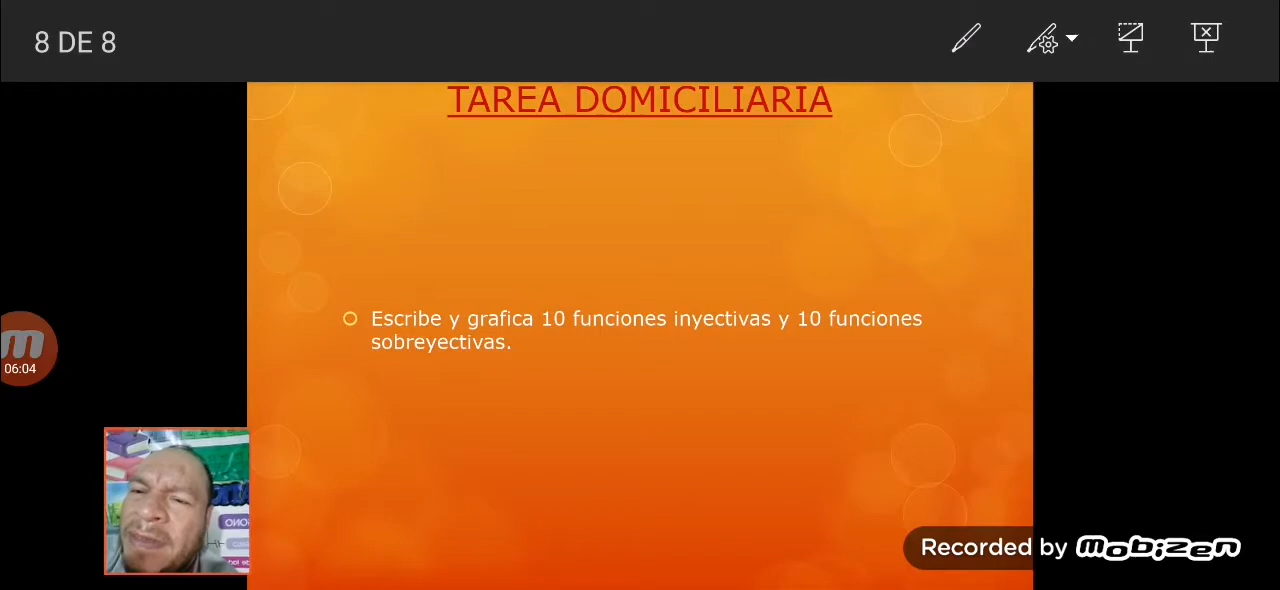 8 DE 8
TAREA DOMICILIARIA
Escribe y grafica 10 funciones inyectivas y 10 funciones
sobreyectivas.
m
06:04
Recorded by mobizen